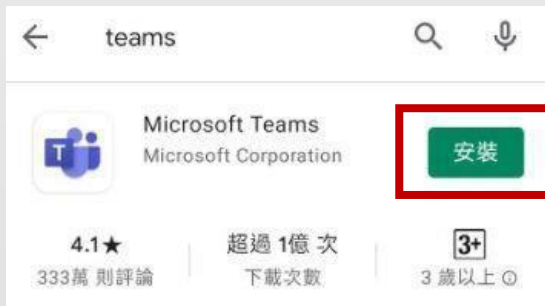 teams
Microsoft Teams
Microsoft Corporation
安裝
4.1★
333萬 則評論
超過 1億 次
下載次數
3+
3 歲以上